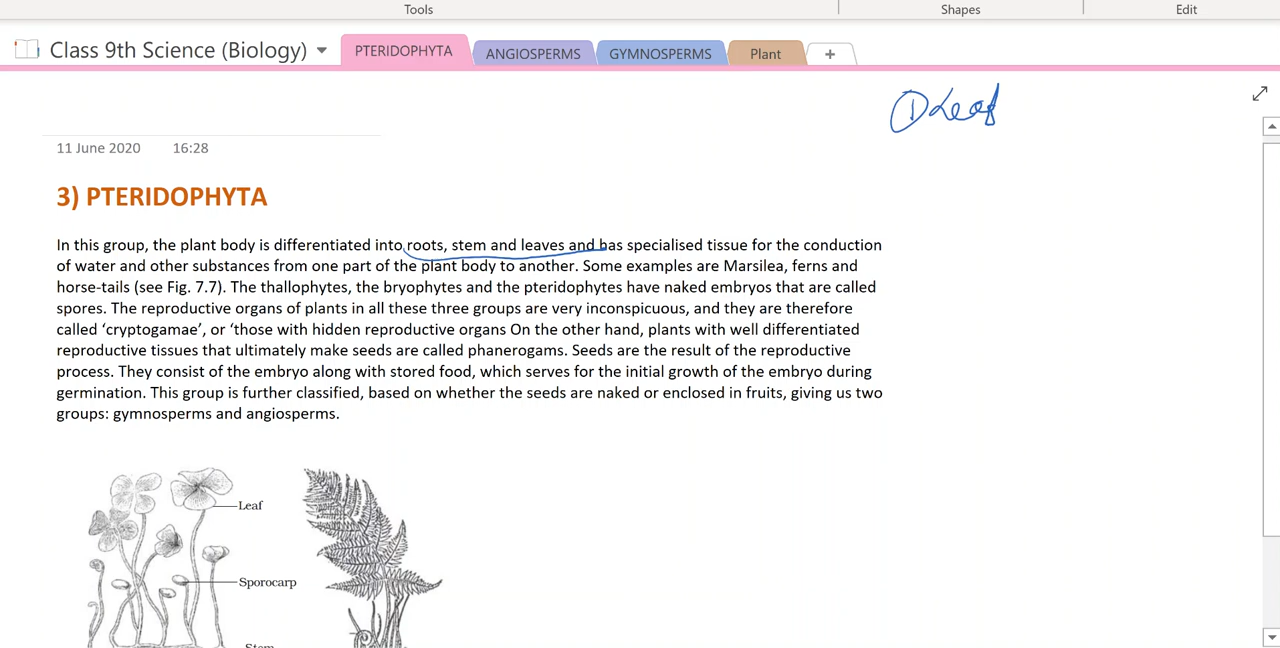 Tools Shapes Edit
Class 9th Science (Biology) PTERIDOPHYTA ANGIOSPERMS GYMNOSPERMS Plant +
① Leaf
11 June 2020 16:28
3) PTERIDOPHYTA
In this group, the plant body is differentiated into roots, stem and leaves and has specialised tissue for the conduction
of water and other substances from one part of the plant body to another. Some examples are Marsilea, ferns and
horse-tails (see Fig. 7.7). The thallophytes, the bryophytes and the pteridophytes have naked embryos that are called
spores. The reproductive organs of plants in all these three groups are very inconspicuous, and they are therefore
called ‘cryptogamae’, or ‘those with hidden reproductive organs On the other hand, plants with well differentiated
reproductive tissues that ultimately make seeds are called phanerogams. Seeds are the result of the reproductive
process. They consist of the embryo along with stored food, which serves for the initial growth of the embryo during
germination. This group is further classified, based on whether the seeds are naked or enclosed in fruits, giving us two
groups: gymnosperms and angiosperms.
Leaf
Sporocarp
Stem